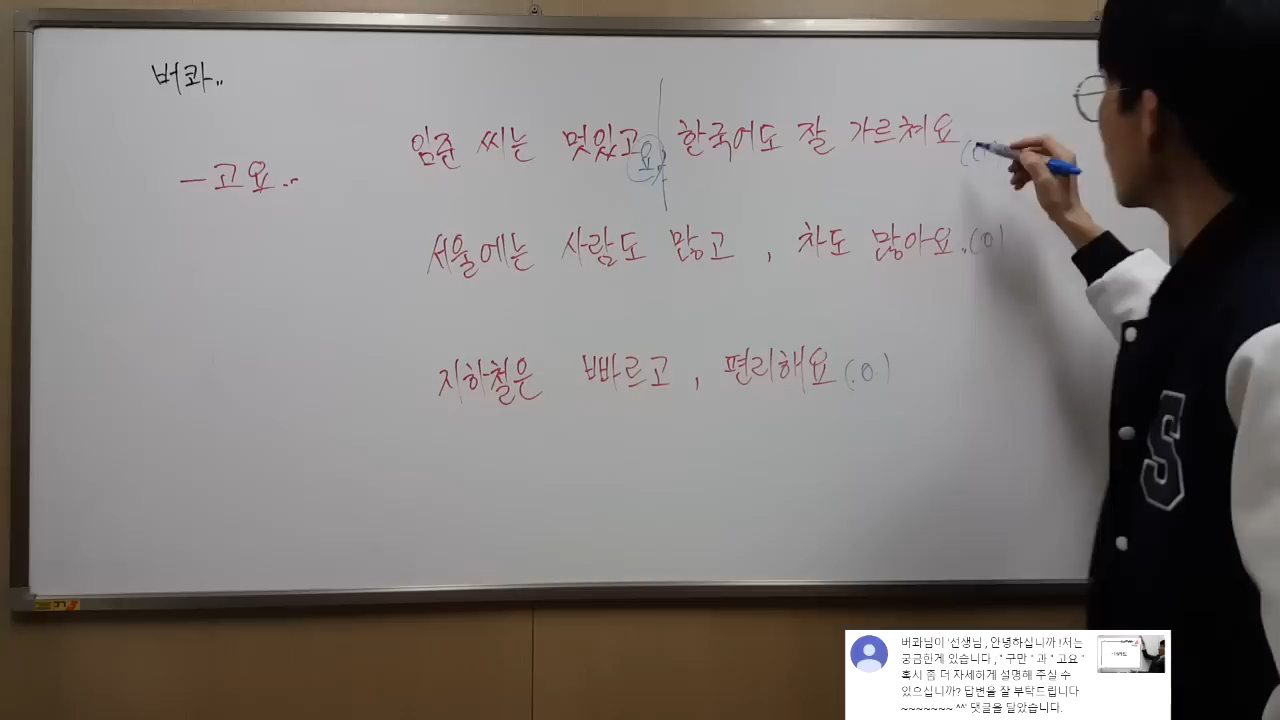 버콰..
임준 씨는 멋있고요, 한국어도 잘 가르쳐요 (0)
-고요..
서울에는 사람도 많고, 차도 많아요.(0)
지하철은 빠르고, 편리해요(0)
S
버콰님이 '선생님, 안녕하십니까 !저는
궁금한게 있습니다, " 구만 " 과 " 고요 "
혹시 좀 더 자세하게 설명해 주실 수
있으십니까? 답변을 잘 부탁드립니다
~~~~~~~ ^^' 댓글을 달았습니다.